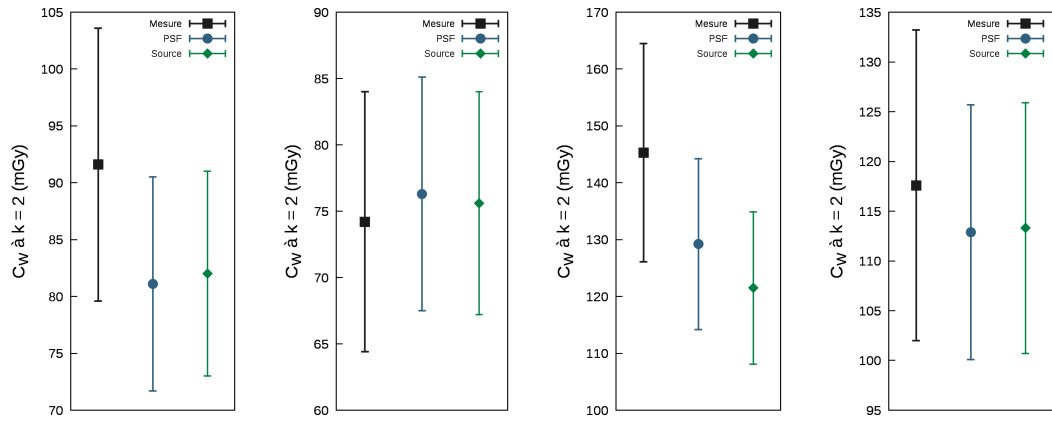 105
100
95
90
85
80
75
70
C_W à k = 2 (mGy)
Mesure
PSF
Source
90
85
80
75
70
65
60
C_W à k = 2 (mGy)
Mesure
PSF
Source
170
160
150
140
130
120
110
100
C_W à k = 2 (mGy)
Mesure
PSF
Source
135
130
125
120
115
110
105
100
95
C_W à k = 2 (mGy)
Mesure
PSF
Source